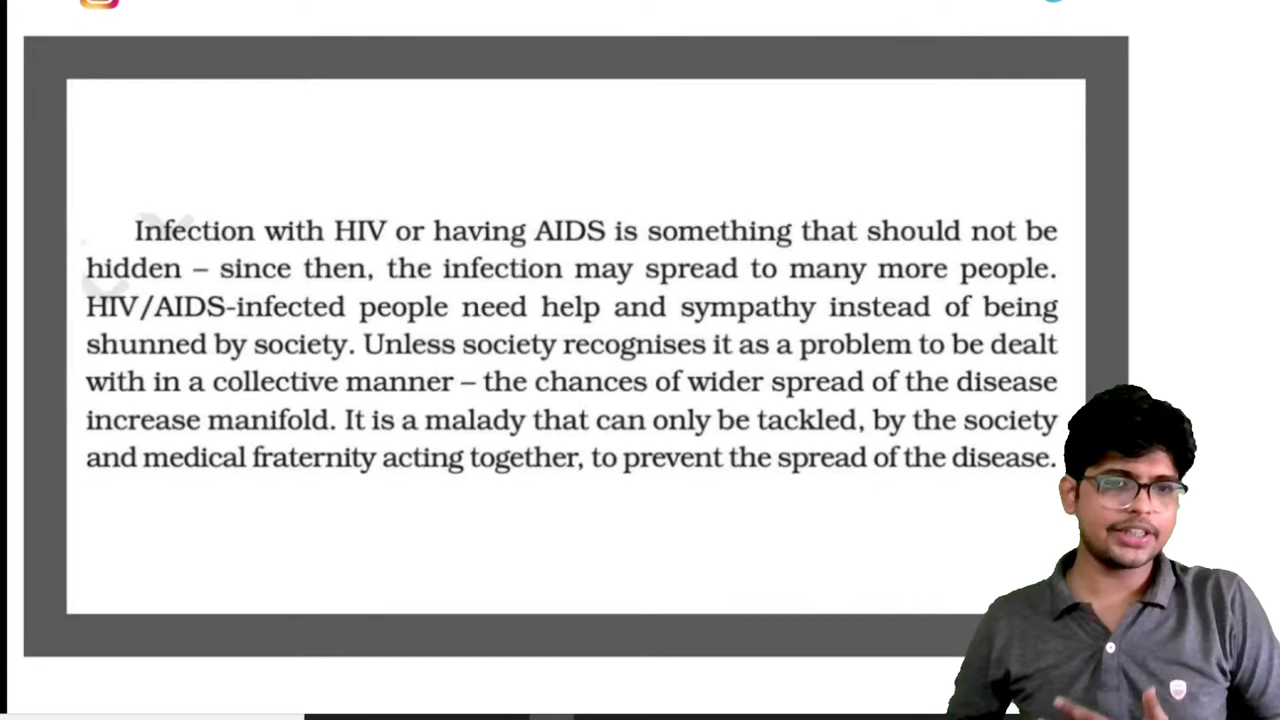 Infection with HIV or having AIDS is something that should not be
hidden – since then, the infection may spread to many more people.
HIV/AIDS-infected people need help and sympathy instead of being
shunned by society. Unless society recognises it as a problem to be dealt
with in a collective manner – the chances of wider spread of the disease
increase manifold. It is a malady that can only be tackled, by the society
and medical fraternity acting together, to prevent the spread of the disease.